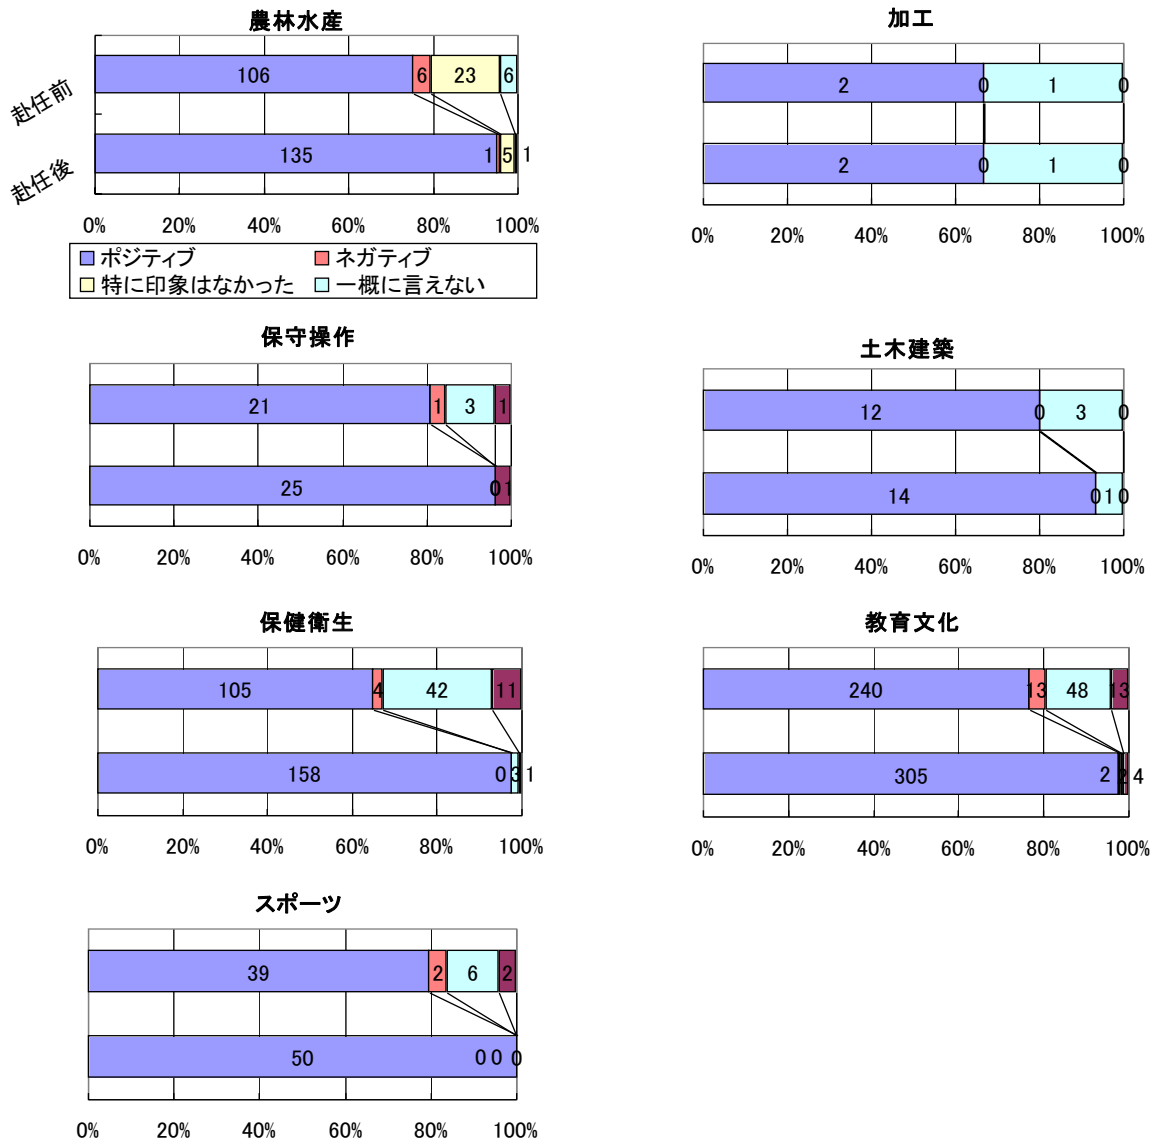 農林水産
赴任前
106 6 23 6
赴任後
135 1 5 1
0% 20% 40% 60% 80% 100%
ポジティブ ネガティブ
特に印象はなかった 一概に言えない
加工
2 0 1 0
2 0 1 0
0% 20% 40% 60% 80% 100%
保守操作
21 1 3 1
25 0 1
0% 20% 40% 60% 80% 100%
土木建築
12 0 3 0
14 0 1 0
0% 20% 40% 60% 80% 100%
保健衛生
105 4 42 11
158 0 3 1
0% 20% 40% 60% 80% 100%
教育文化
240 13 48 13
305 2 2 4
0% 20% 40% 60% 80% 100%
スポーツ
39 2 6 2
50 0 0 0
0% 20% 40% 60% 80% 100%